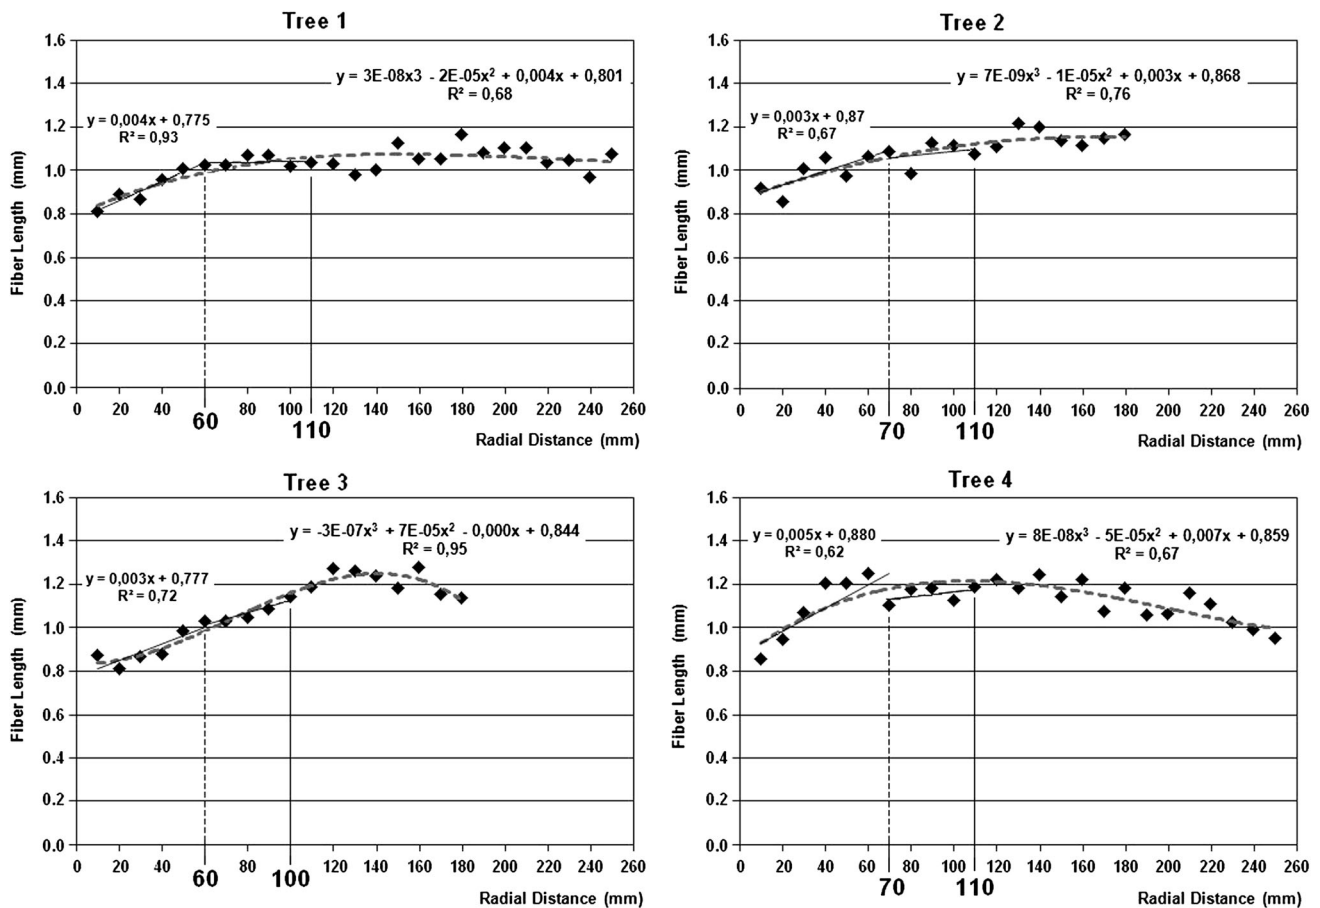 Tree 1
1.6
1.4
1.2
1.0
0.8
0.6
0.4
0.2
0.0
Fiber Length (mm)
y = 3E-08x3 - 2E-05x² + 0,004x + 0,801
R² = 0,68
y = 0,004x + 0,775
R² = 0,93
0 20 40 60 80 100 110 120 140 160 180 200 220 240 260
Radial Distance (mm)
Tree 2
1.6
1.4
1.2
1.0
0.8
0.6
0.4
0.2
0.0
Fiber Length (mm)
y = 7E-09x³ - 1E-05x² + 0,003x + 0,868
R² = 0,76
y = 0,003x + 0,87
R² = 0,67
0 20 40 60 80 100 120 140 160 180 200 220 240 260
70 110
Radial Distance (mm)
Tree 3
1.6
1.4
1.2
1.0
0.8
0.6
0.4
0.2
0.0
Fiber Length (mm)
y = -3E-07x³ + 7E-05x² - 0,000x + 0,844
R² = 0,95
y = 0,003x + 0,777
R² = 0,72
0 20 40 60 80 100 120 140 160 180 200 220 240 260
60 100
Radial Distance (mm)
Tree 4
1.6
1.4
1.2
1.0
0.8
0.6
0.4
0.2
0.0
Fiber Length (mm)
y = 0,005x + 0,880
R² = 0,62
y = 8E-08x³ - 5E-05x² + 0,007x + 0,859
R² = 0,67
0 20 40 60 80 100 120 140 160 180 200 220 240 260
70 110
Radial Distance (mm)